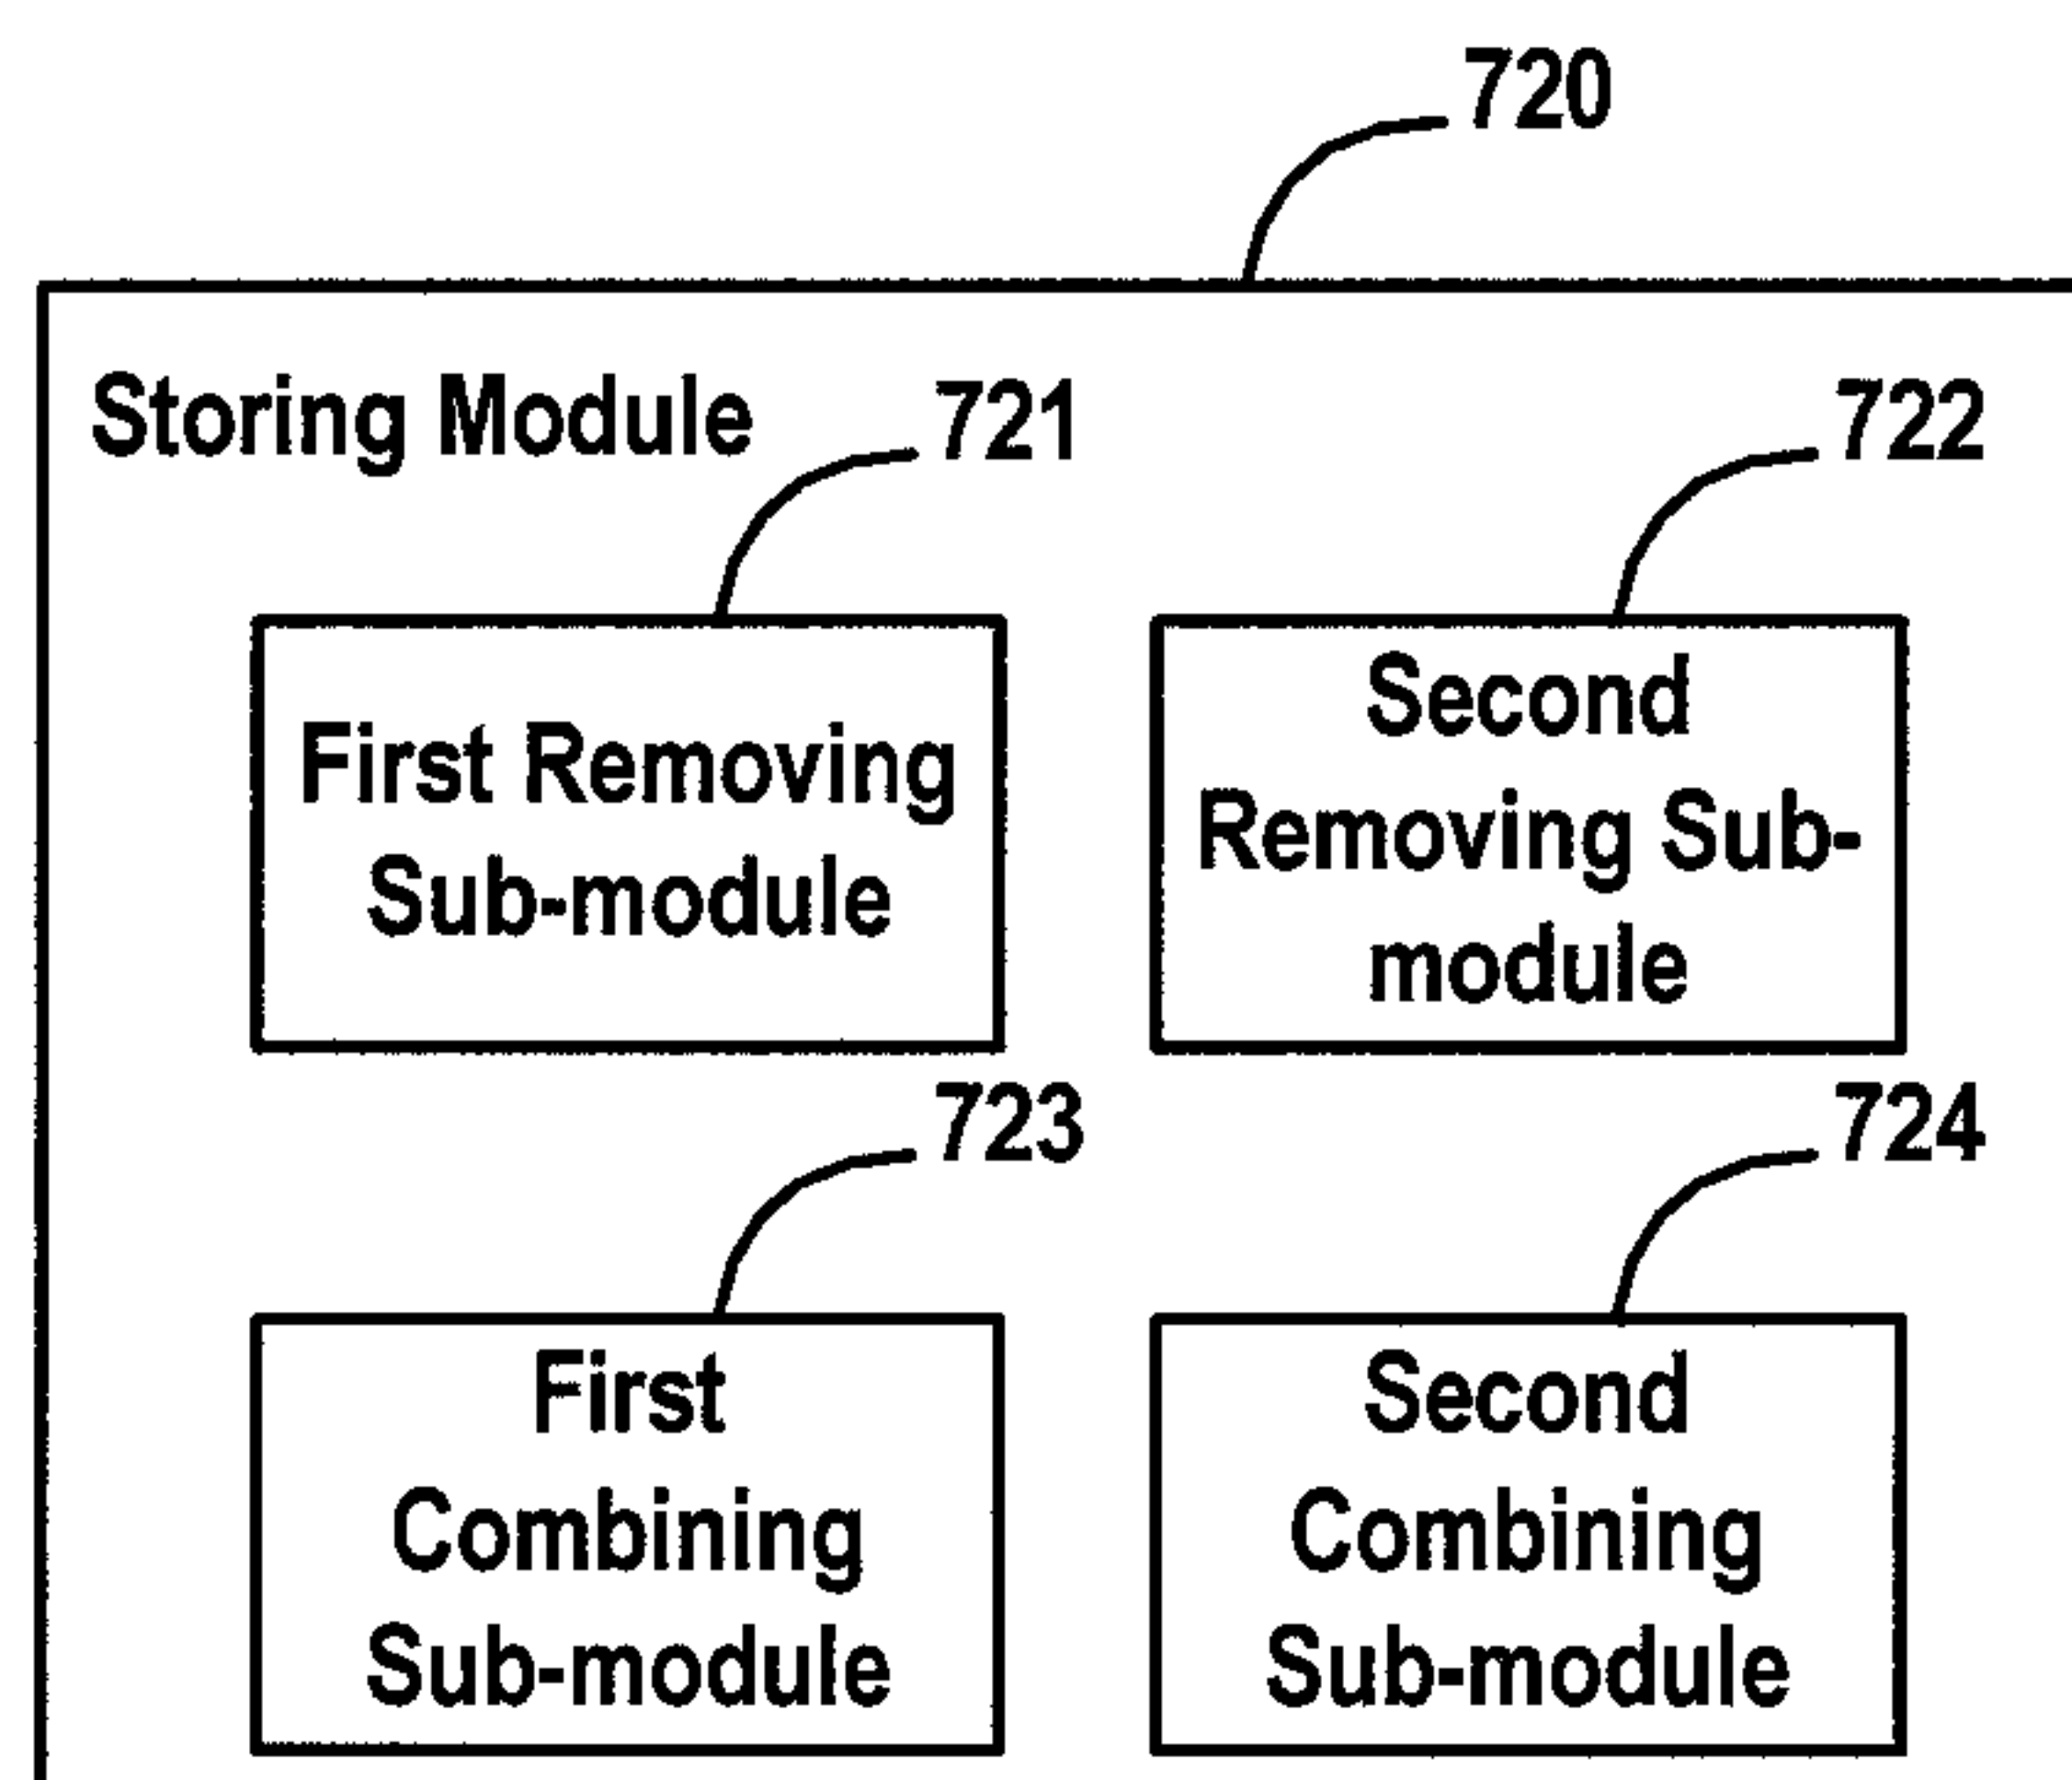 720
Storing Module
721
722
First Removing
Sub-module
Second
Removing Sub-
module
723
724
First
Combining
Sub-module
Second
Combining
Sub-module